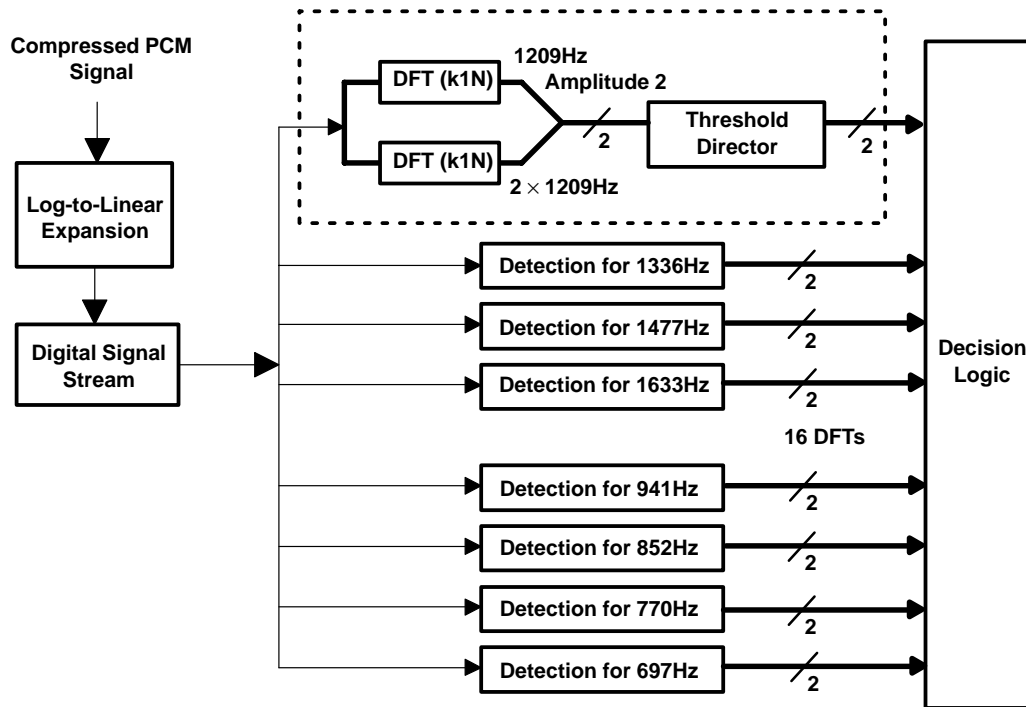 Compressed PCM
Signal
Log-to-Linear
Expansion
Digital Signal
Stream
1209Hz
DFT (k1N)
Amplitude 2
DFT (k1N)
2 × 1209Hz
2
Threshold
Director
2
Detection for 1336Hz
2
Detection for 1477Hz
2
Detection for 1633Hz
2
16 DFTs
Detection for 941Hz
2
Detection for 852Hz
2
Detection for 770Hz
2
Detection for 697Hz
2
Decision
Logic